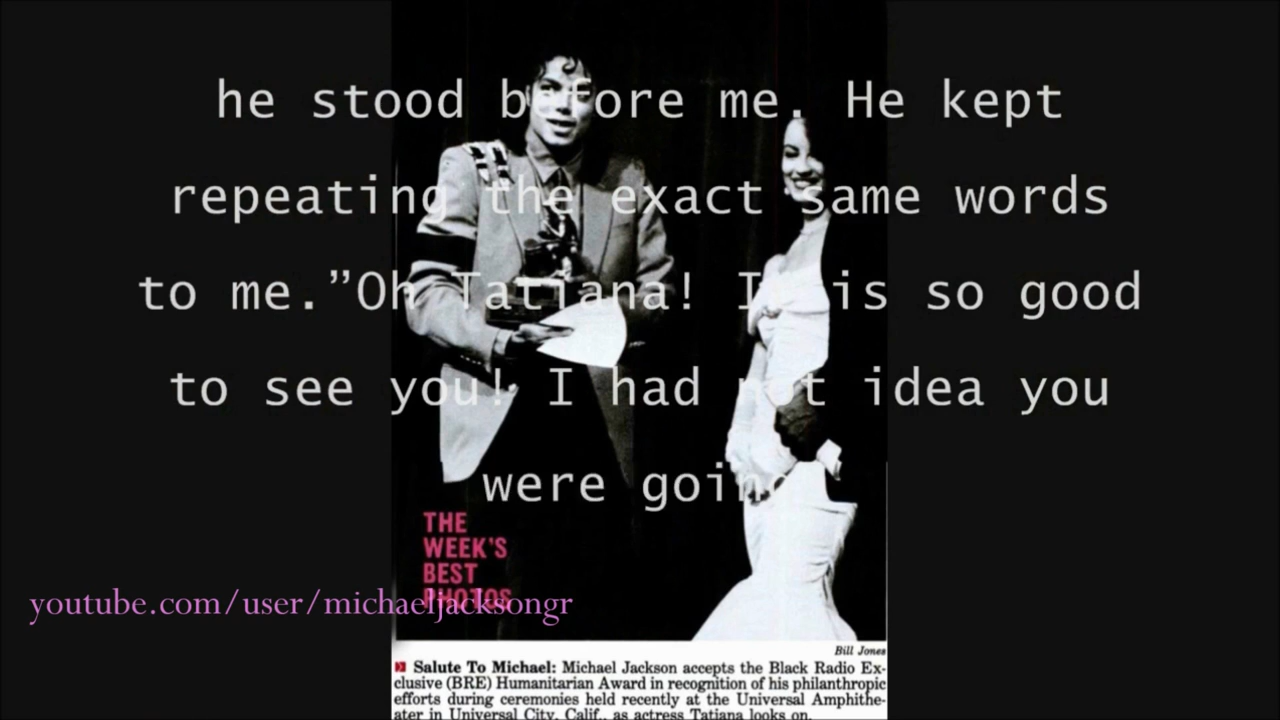 he stood before me. He kept
repeating the exact same words
to me.”Oh Tatiana! It is so good
to see you! I had not idea you
were going
THE
WEEK'S
BEST
PHOTOS
youtube.com/user/michaeljacksongr
Bill Jones
Salute To Michael: Michael Jackson accepts the Black Radio Ex-
clusive (BRE) Humanitarian Award in recognition of his philanthropic
efforts during ceremonies held recently at the Universal Amphithe-
ater in Universal City, Calif., as actress Tatiana looks on.